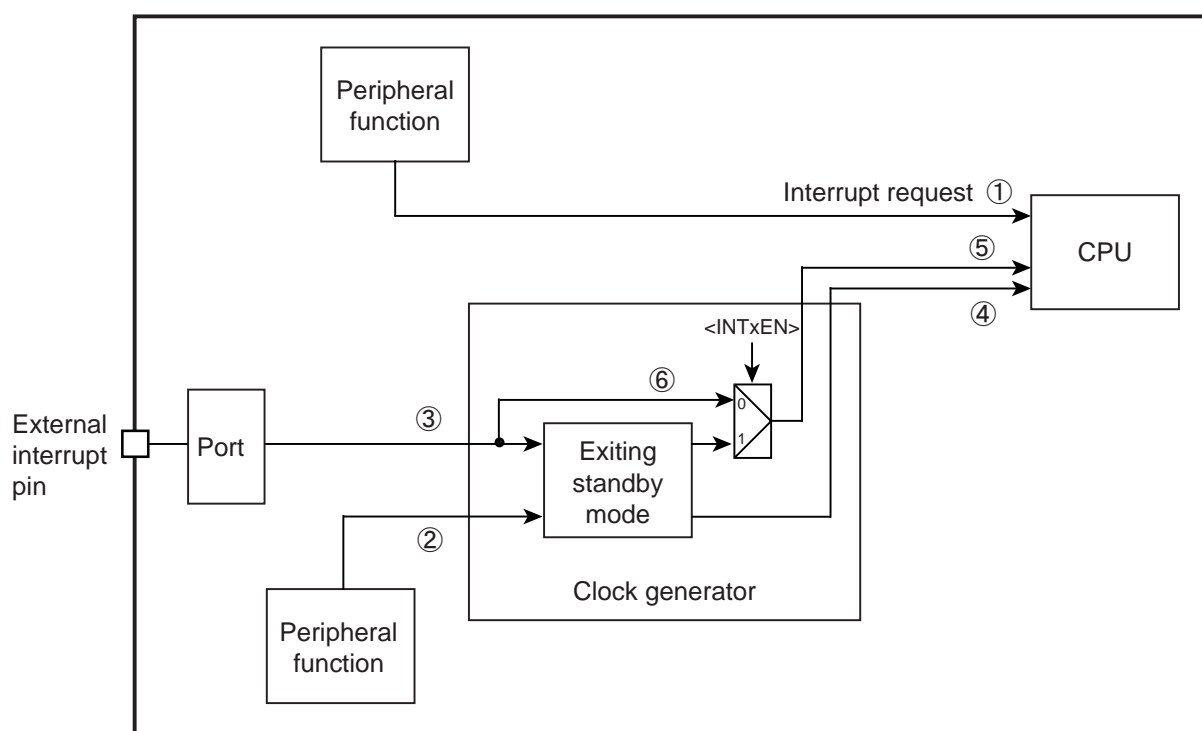 Peripheral
function
Interrupt request ①
CPU
⑤
④
<INTxEN>
⑥
0
1
External
interrupt
pin
Port
③
Exiting
standby
mode
②
Clock generator
Peripheral
function